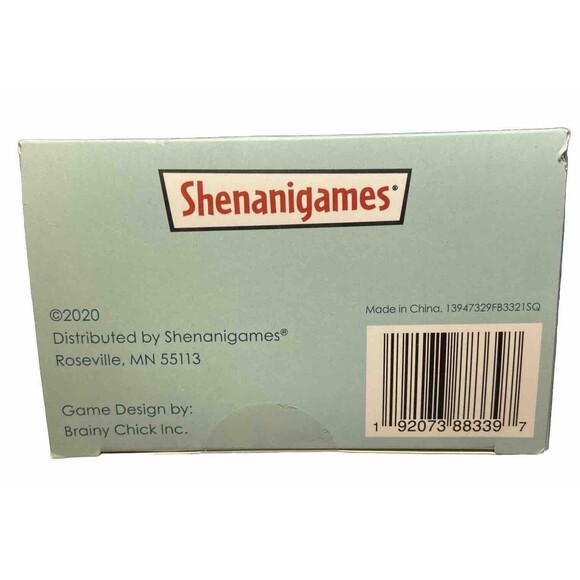 Shenanigames®
©2020
Distributed by Shenanigames®
Roseville, MN 55113
Game Design by:
Brainy Chick Inc.
Made in China. 13947329FB3321SQ
1 92073 88339 7